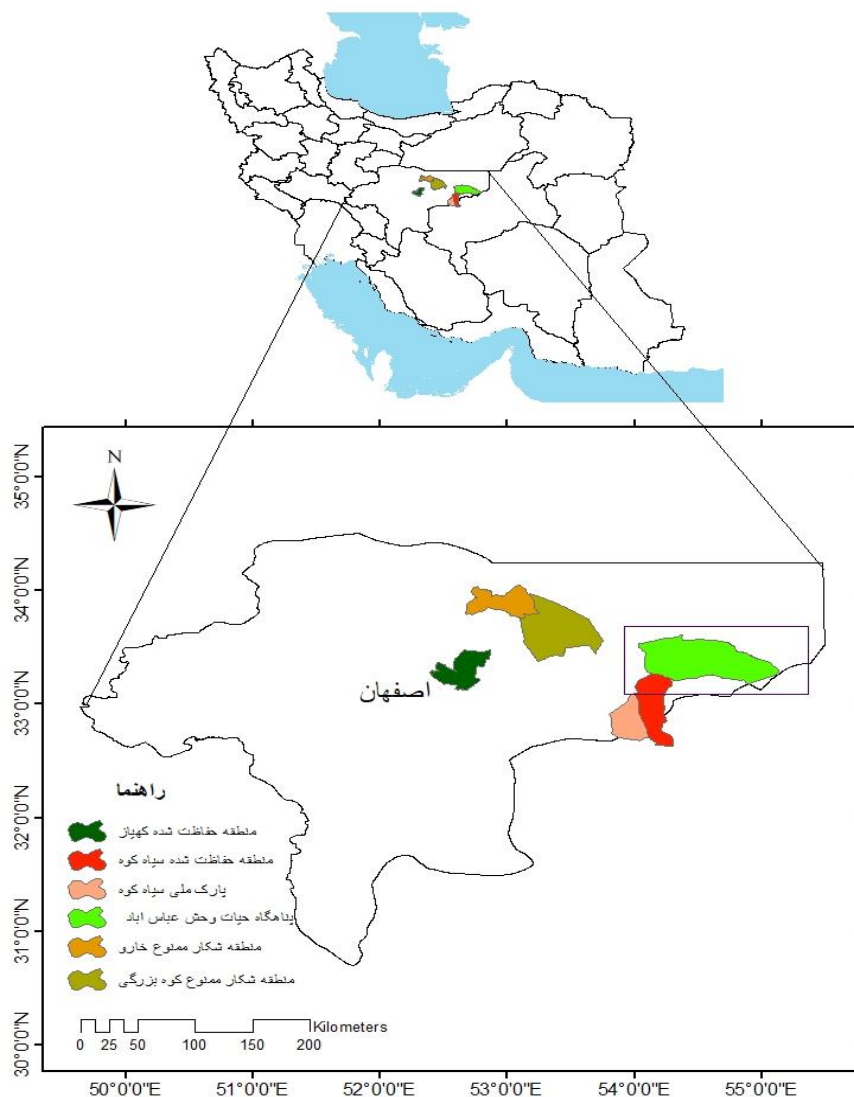 N
35°0'0"N
34°0'0"N
33°0'0"N
32°0'0"N
31°0'0"N
30°0'0"N
اصفهان
راهنما
منطقه حفاظت شده کهیاز
منطقه حفاظت شده سیاه کوه
پارک ملی سیاه کوه
پناهگاه حیات وحش عباس اباد
منطقه شکار ممنوع خارو
منطقه شکار ممنوع کوه بزرگی
Kilometers
0 25 50 100 150 200
50°0'0"E 51°0'0"E 52°0'0"E 53°0'0"E 54°0'0"E 55°0'0"E